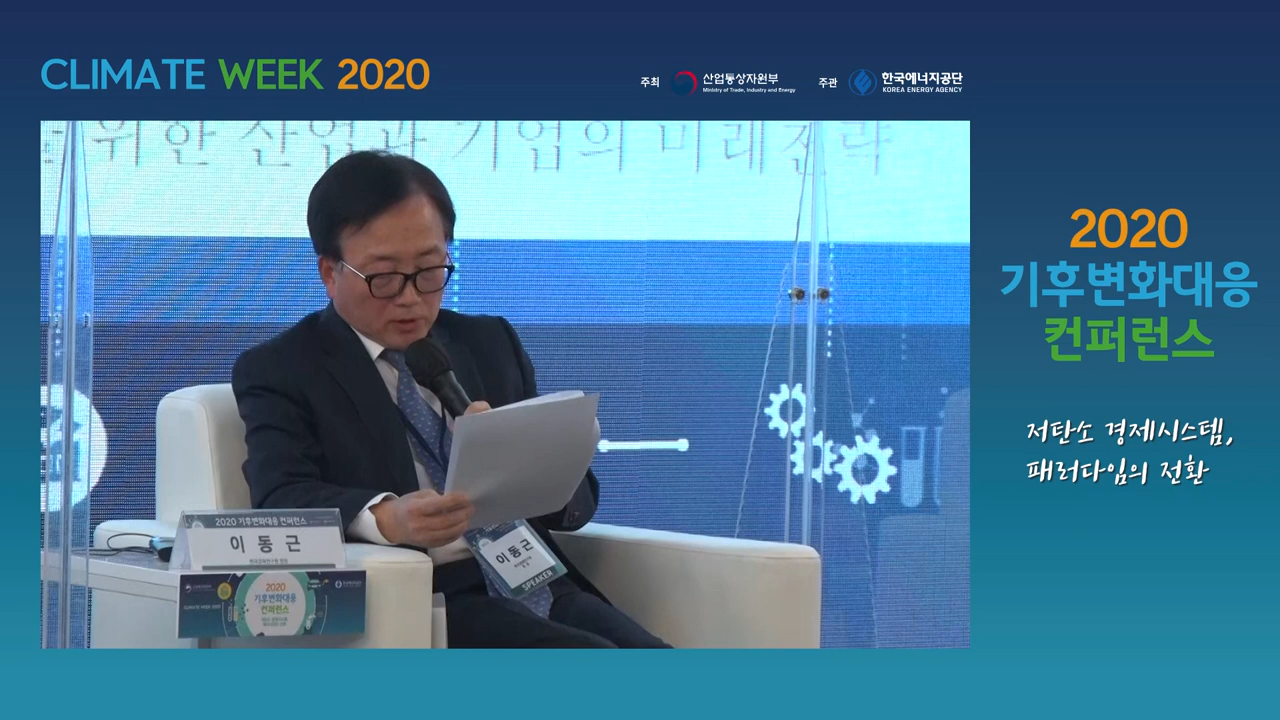 CLIMATE WEEK 2020
주최 산업통상자원부
Ministry of Trade, Industry and Energy
주관 한국에너지공단
KOREA ENERGY AGENCY
위한 산업과 기업의 미래전략
2020
기후변화대응
컨퍼런스
저탄소 경제시스템,
패러다임의 전환
2020 기후변화대응 컨퍼런스
이동근
이동근
SPEAKER
CLIMATE WEEK 2020
2020
기후변화대응
컨퍼런스